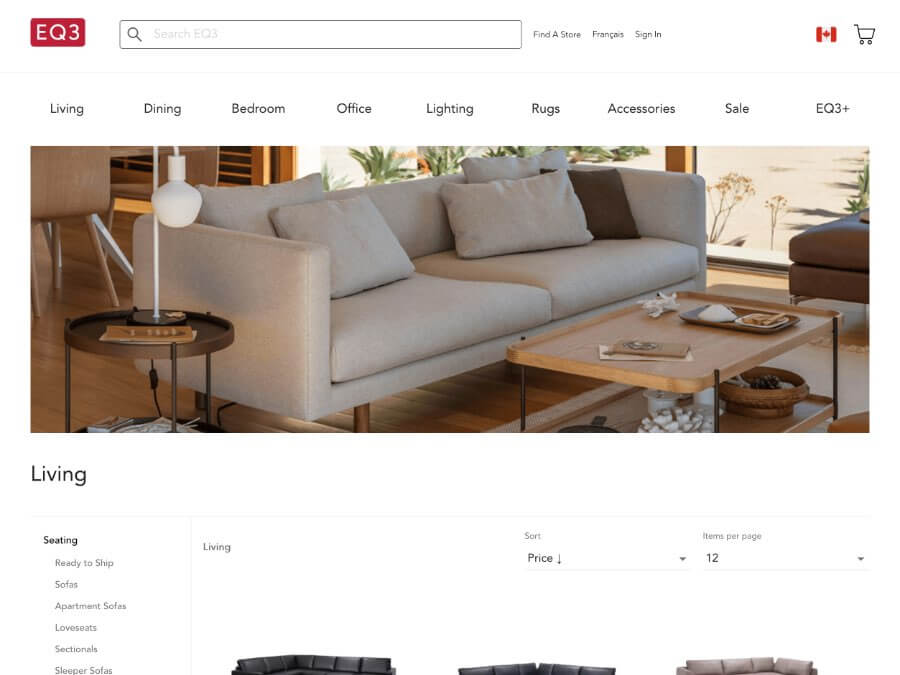 EQ3
Search EQ3
Find A Store Français Sign In
Living Dining Bedroom Office Lighting Rugs Accessories Sale EQ3+
Living
Seating
Ready to Ship
Sofas
Apartment Sofas
Loveseats
Sectionals
Sleeper Sofas
Living
Sort
Price ↓
Items per page
12